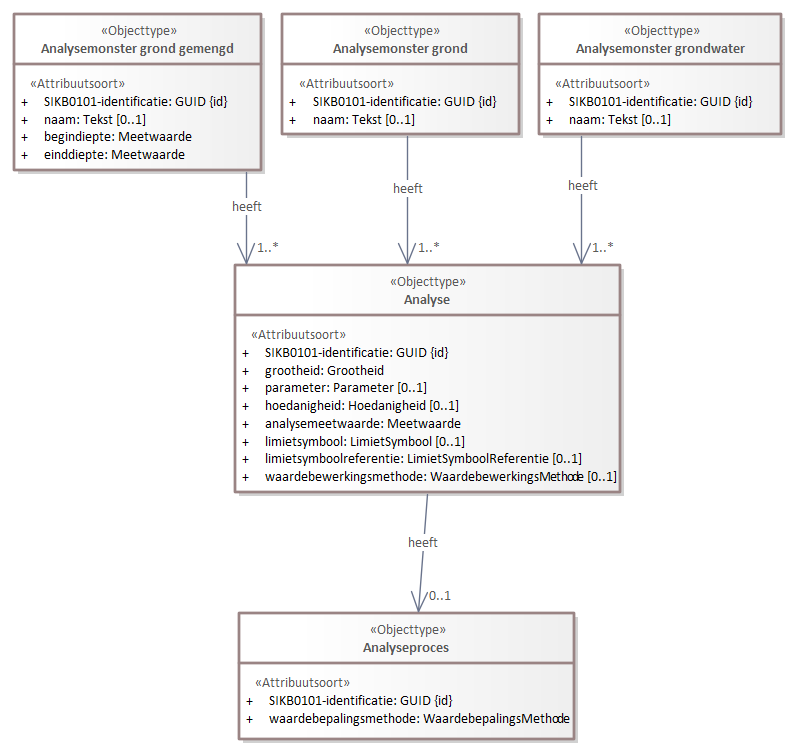 «Objecttype»
Analysemonster grond gemengd
«Attribuutsoort»
+ SIKB0101-identificatie: GUID {id}
+ naam: Tekst [0..1]
+ begindiepte: Meetwaarde
+ einddiepte: Meetwaarde
«Objecttype»
Analysemonster grond
«Attribuutsoort»
+ SIKB0101-identificatie: GUID {id}
+ naam: Tekst [0..1]
«Objecttype»
Analysemonster grondwater
«Attribuutsoort»
+ SIKB0101-identificatie: GUID {id}
+ naam: Tekst [0..1]
heeft
1..*
heeft
1..*
heeft
1..*
«Objecttype»
Analyse
«Attribuutsoort»
+ SIKB0101-identificatie: GUID {id}
+ grootheid: Grootheid
+ parameter: Parameter [0..1]
+ hoedanigheid: Hoedanigheid [0..1]
+ analysemeetwaarde: Meetwaarde
+ limietsymbool: LimietSymbool [0..1]
+ limietsymboolreferentie: LimietSymboolReferentie [0..1]
+ waardebewerkingsmethode: WaardebewerkingsMethode [0..1]
heeft
0..1
«Objecttype»
Analyseproces
«Attribuutsoort»
+ SIKB0101-identificatie: GUID {id}
+ waardebepalingsmethode: WaardebepalingsMethode